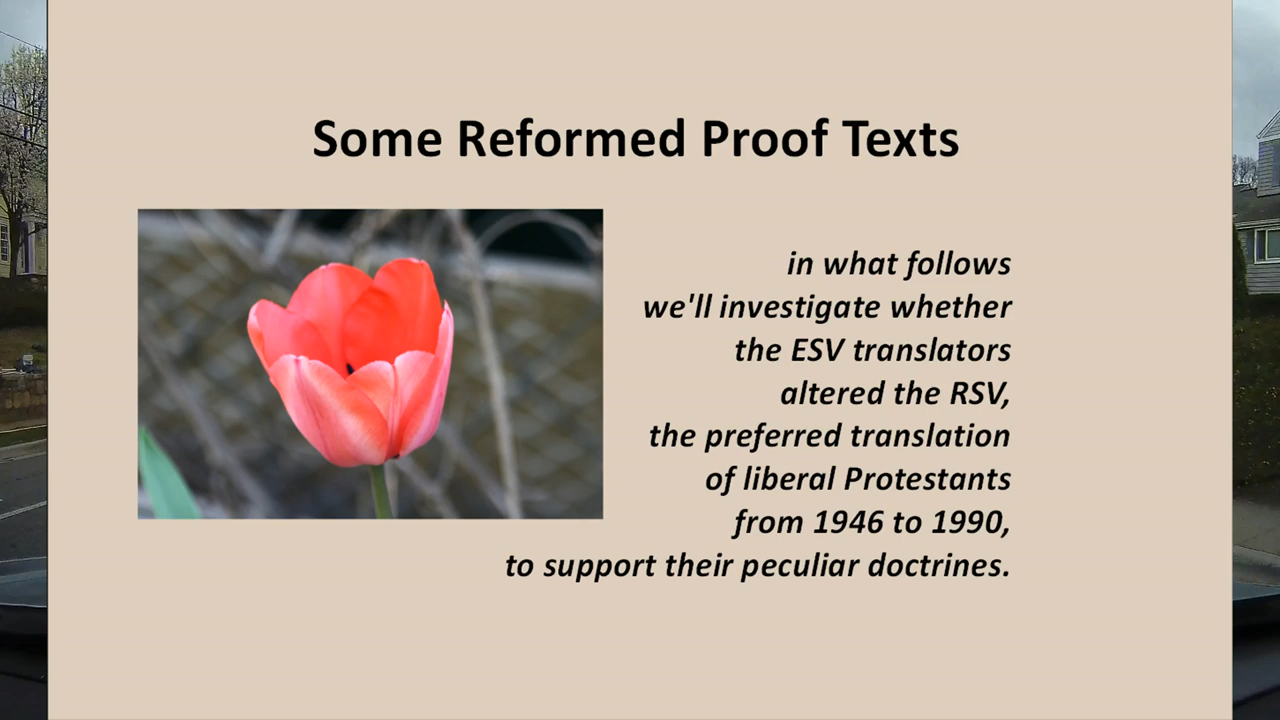 Some Reformed Proof Texts
in what follows
we'll investigate whether
the ESV translators
altered the RSV,
the preferred translation
of liberal Protestants
from 1946 to 1990,
to support their peculiar doctrines.